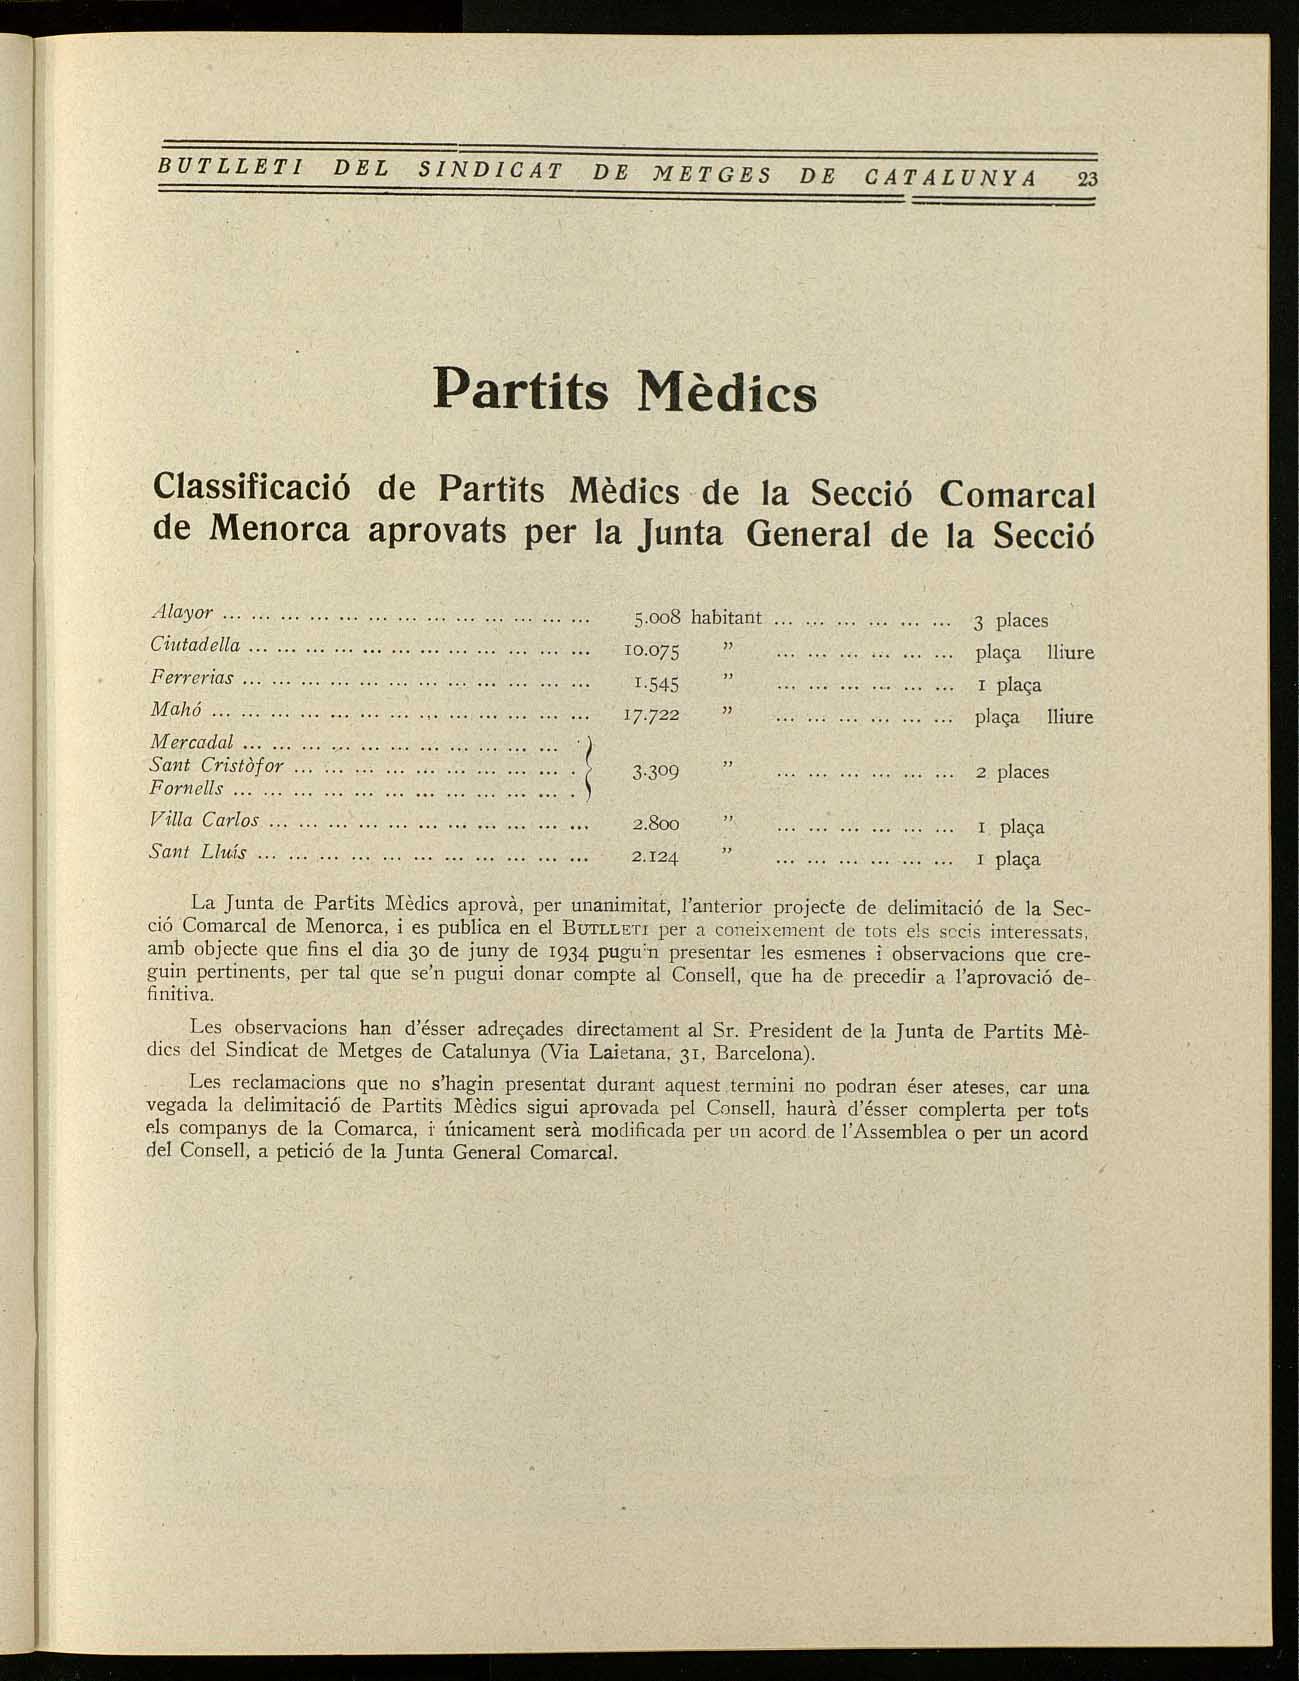 BUTLLETI DEL SINDICAT DE METGES DE CATALUNYA 23
Partits Mèdics
Classificació de Partits Mèdics de la Secció Comarcal
de Menorca aprovats per la Junta General de la Secció
Alayor ... ... ... ... ... ... ... ... ... ... ... ... ... 5.008 habitant ... ... ... ... ... ... 3 places
Ciutadella ... ... ... ... ... ... ... ... ... ... ... ... 10.075 " ... ... ... ... ... ... plaça lliure
Ferrerias ... ... ... ... ... ... ... ... ... ... ... ... 1.545 " ... ... ... ... ... ... 1 plaça
Mahó ... ... ... ... ... ... ... ... ... ... ... ... ... 17.722 " ... ... ... ... ... ... plaça lliure
Mercadal ... ... ... ... ... ... ... ... ... ... ... .
Sant Cristòfor ... ... ... ... ... ... ... ... ... . 3.309 " ... ... ... ... ... ... 2 places
Fornells ... ... ... ... ... ... ... ... ... ... ... ... .
Villa Carlos ... ... ... ... ... ... ... ... ... ... ... 2.800 " ... ... ... ... ... ... 1 plaça
Sant Lluís ... ... ... ... ... ... ... ... ... ... ... 2.124 " ... ... ... ... ... ... 1 plaça
La Junta de Partits Mèdics aprovà, per unanimitat, l'anterior projecte de delimitació de la Sec-
ció Comarcal de Menorca, i es publica en el BUTLLETI per a coneixement de tots els socis interessats,
amb objecte que fins el dia 30 de juny de 1934 pugu'n presentar les esmenes i observacions que cre-
guin pertinents, per tal que se'n pugui donar compte al Consell, que ha de precedir a l'aprovació de-
finitiva.
Les observacions han d'ésser adreçades directament al Sr. President de la Junta de Partits Mè-
dics del Sindicat de Metges de Catalunya (Via Laietana, 31, Barcelona).
Les reclamacions que no s'hagin presentat durant aquest termini no podran éser ateses, car una
vegada la delimitació de Partits Mèdics sigui aprovada pel Consell, haurà d'ésser complerta per tots
els companys de la Comarca, i únicament serà modificada per un acord de l'Assemblea o per un acord
del Consell, a petició de la Junta General Comarcal.